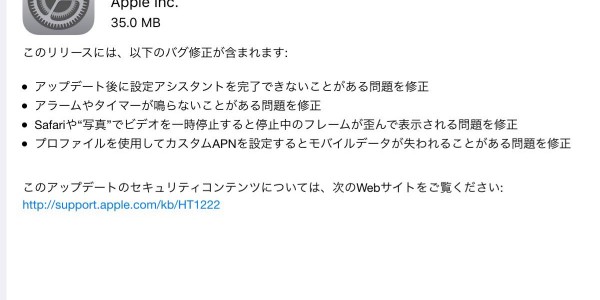 Apple Inc.
35.0 MB
このリリースには、以下のバグ修正が含まれます:
• アップデート後に設定アシスタントを完了できないことがある問題を修正
• アラームやタイマーが鳴らないことがある問題を修正
• Safariや“写真”でビデオを一時停止すると停止中のフレームが歪んで表示される問題を修正
• プロファイルを使用してカスタムAPNを設定するとモバイルデータが失われることがある問題を修正
このアップデートのセキュリティコンテンツについては、次のWebサイトをご覧ください:
http://support.apple.com/kb/HT1222